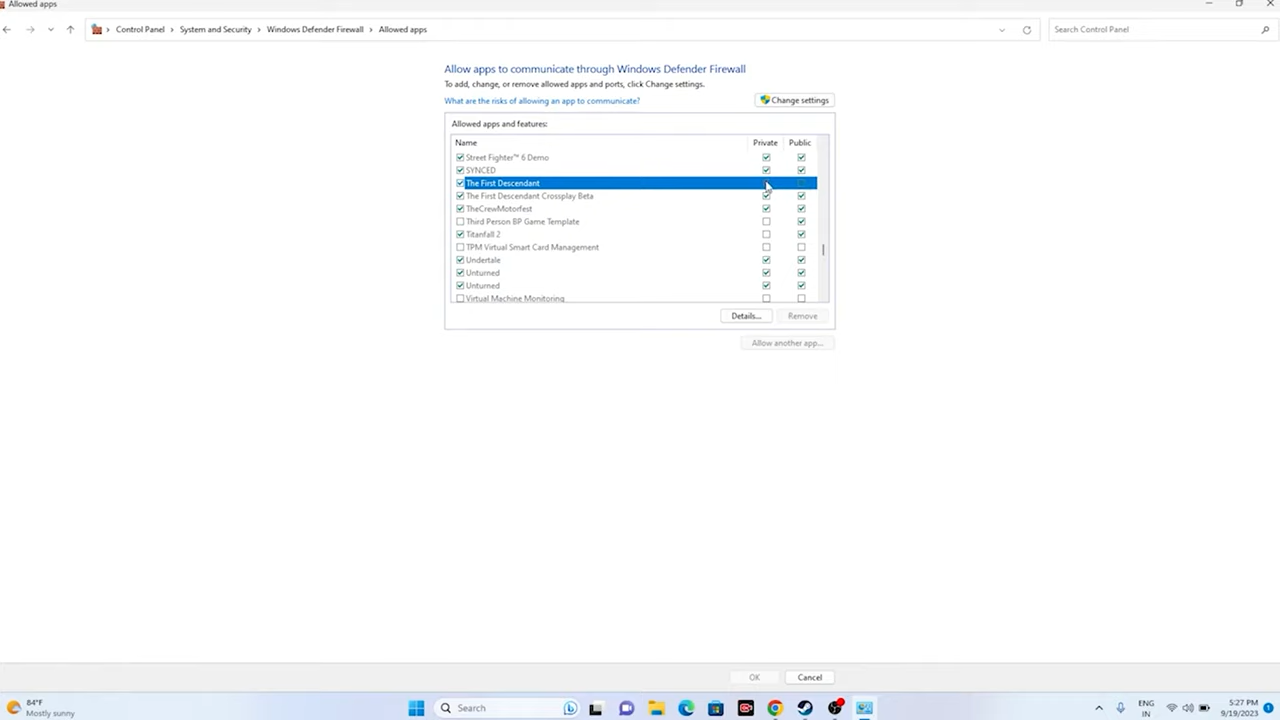 Allowed apps
Control Panel > System and Security > Windows Defender Firewall > Allowed apps
Search Control Panel
Allow apps to communicate through Windows Defender Firewall
To add, change, or remove allowed apps and ports, click Change settings.
What are the risks of allowing an app to communicate?
Change settings
Allowed apps and features:
Name Private Public
Street Fighter™ 6 Demo
SYNCED
The First Descendant
The First Descendant Crossplay Beta
TheCrewMotorfest
Third Person BP Game Template
Titanfall 2
TPM Virtual Smart Card Management
Undertale
Unturned
Unturned
Virtual Machine Monitoring
Details... Remove
Allow another app...
OK Cancel
84°F
Mostly sunny
Search
ENG
IN
5:27 PM
9/19/2023